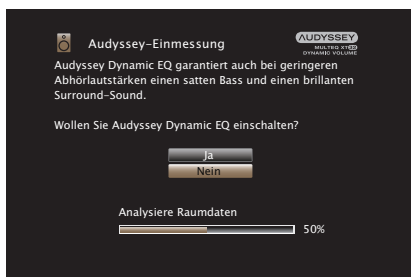 Audyssey-Einmessung
AUDYSSEY
MULTEQ XT32
DYNAMIC VOLUME
Audyssey Dynamic EQ garantiert auch bei geringeren
Abhörlautstärken einen satten Bass und einen brillanten
Surround-Sound.
Wollen Sie Audyssey Dynamic EQ einschalten?
Ja
Nein
Analysiere Raumdaten
50%